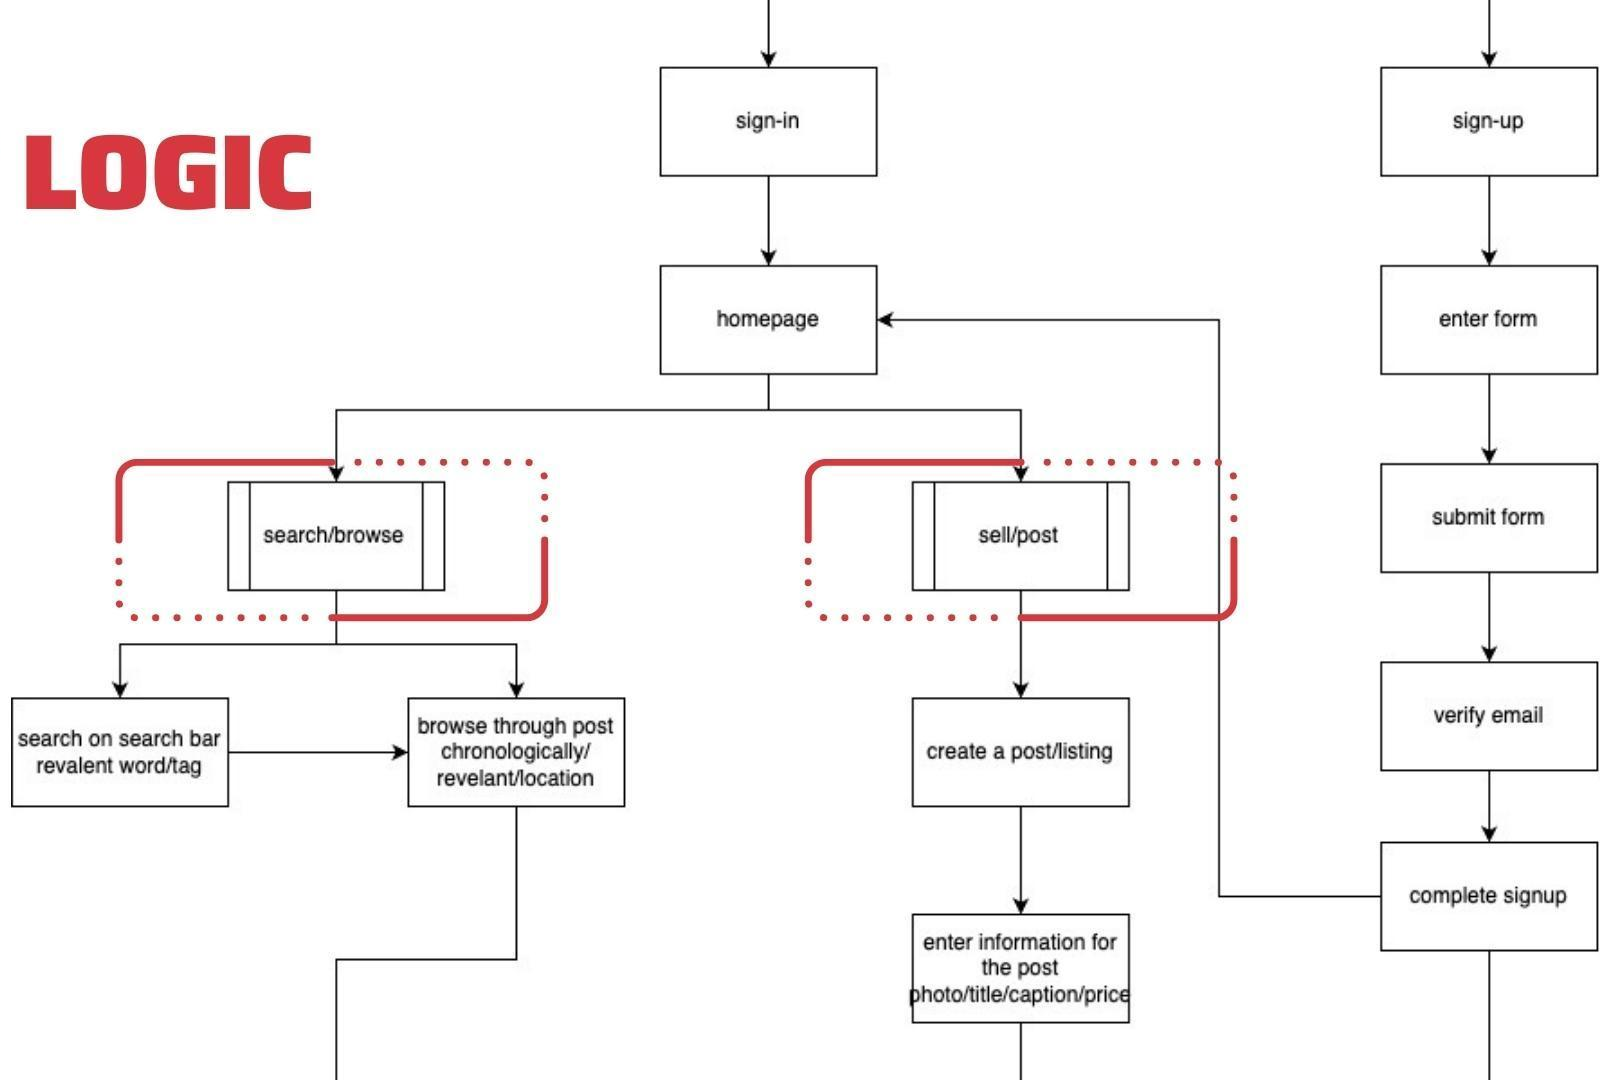 LOGIC
sign-in
sign-up
homepage
enter form
search/browse
sell/post
submit form
search on search bar
revalent word/tag
browse through post
chronologically/
revelant/location
create a post/listing
verify email
complete signup
enter information for
the post
photo/title/caption/price